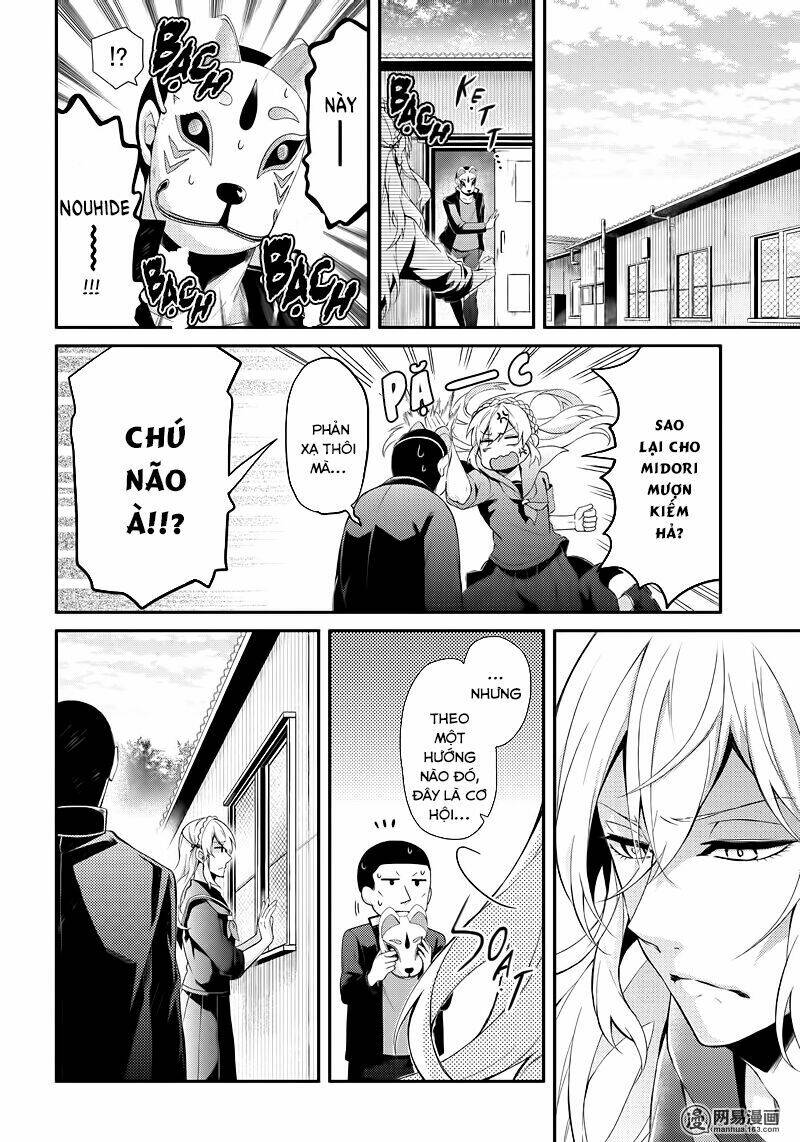 KẸT
T
BẠCH
BẠCH
NÀY
—
!?
BẠCH
BẠCH
BẠCH
NOUHIDE
~
!!!
SAO
LẠI CHO
MIDORI
MƯỢN
KIẾM
HẢ?
PẶ—C
PHẢN
XẠ THÔI
MÀ...
CHÚ
NÃO
À!!?
...
NHƯNG
THEO
MỘT
HƯỚNG
NÀO ĐÓ,
ĐÂY LÀ CƠ
HỘI...
SOẠT
网易漫画
manhua.163.com